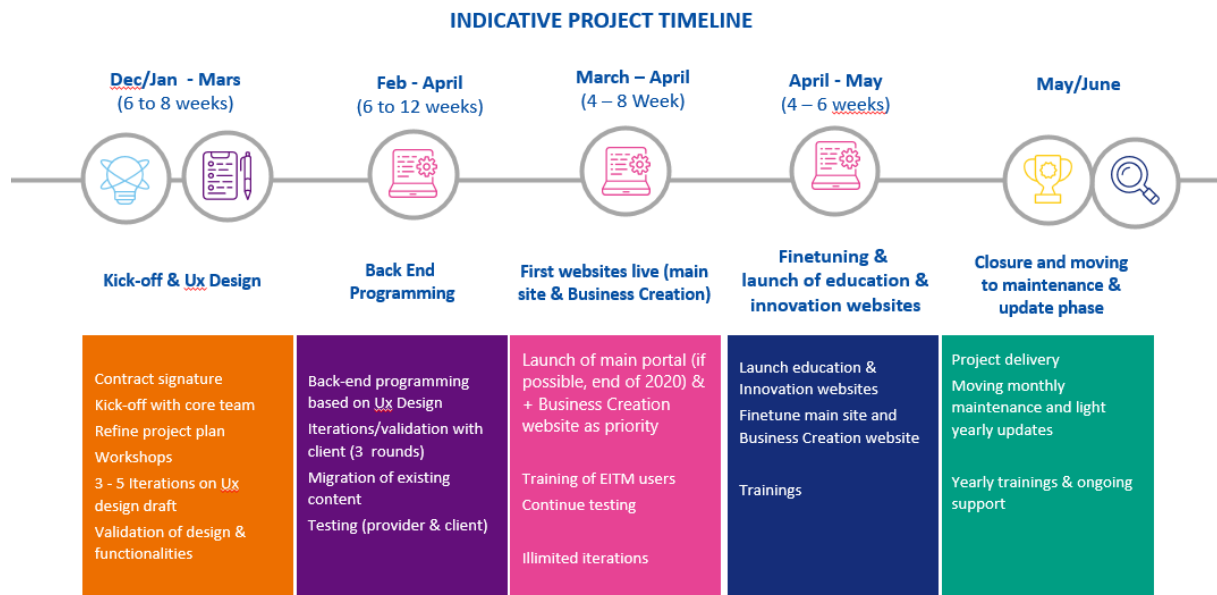 INDICATIVE PROJECT TIMELINE
Dec/Jan - Mars
(6 to 8 weeks)
Feb - April
(6 to 12 weeks)
March – April
(4 – 8 Week)
April - May
(4 – 6 weeks)
May/June
Kick-off & Ux Design
Back End
Programming
First websites live (main
site & Business Creation)
Finetuning &
launch of education &
innovation websites
Closure and moving
to maintenance &
update phase
Contract signature
Kick-off with core team
Refine project plan
Workshops
3 - 5 Iterations on Ux
design draft
Validation of design &
functionalities
Back-end programming
based on Ux Design
Iterations/validation with
client (3 rounds)
Migration of existing
content
Testing (provider & client)
Launch of main portal (if
possible, end of 2020) &
+ Business Creation
website as priority
Training of EITM users
Continue testing
Illimited iterations
Launch education &
Innovation websites
Finetune main site and
Business Creation website
Trainings
Project delivery
Moving monthly
maintenance and light
yearly updates
Yearly trainings & ongoing
support